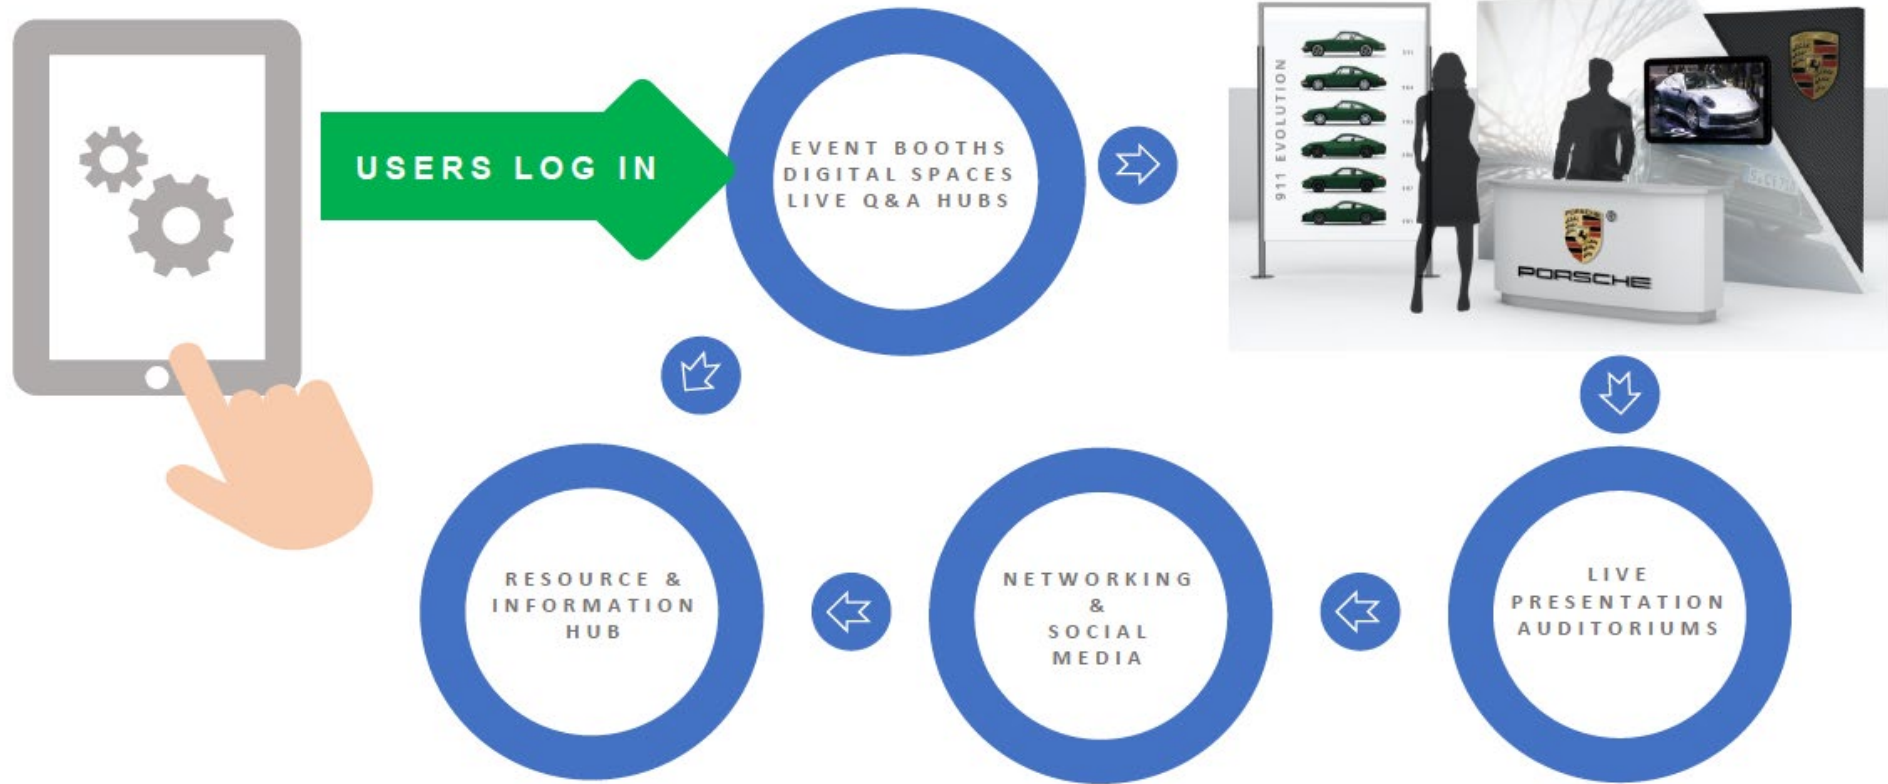 USERS LOG IN
EVENT BOOTHS
DIGITAL SPACES
LIVE Q&A HUBS
911 EVOLUTION
PORSCHE
®
PORSCHE
RESOURCE &
INFORMATION
HUB
NETWORKING
&
SOCIAL
MEDIA
LIVE
PRESENTATION
AUDITORIUMS